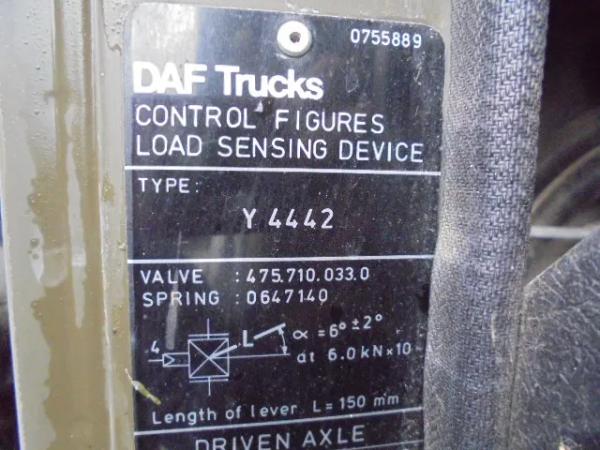 0755889
DAF Trucks
CONTROL FIGURES
LOAD SENSING DEVICE
TYPE:
Y 4442
VALVE : 475.710.033.0
SPRING : 0647140
4 L ∝ = 6° ± 2°
at 6.0 kN × 10
Length of lever L = 150 mm
DRIVEN AXLE